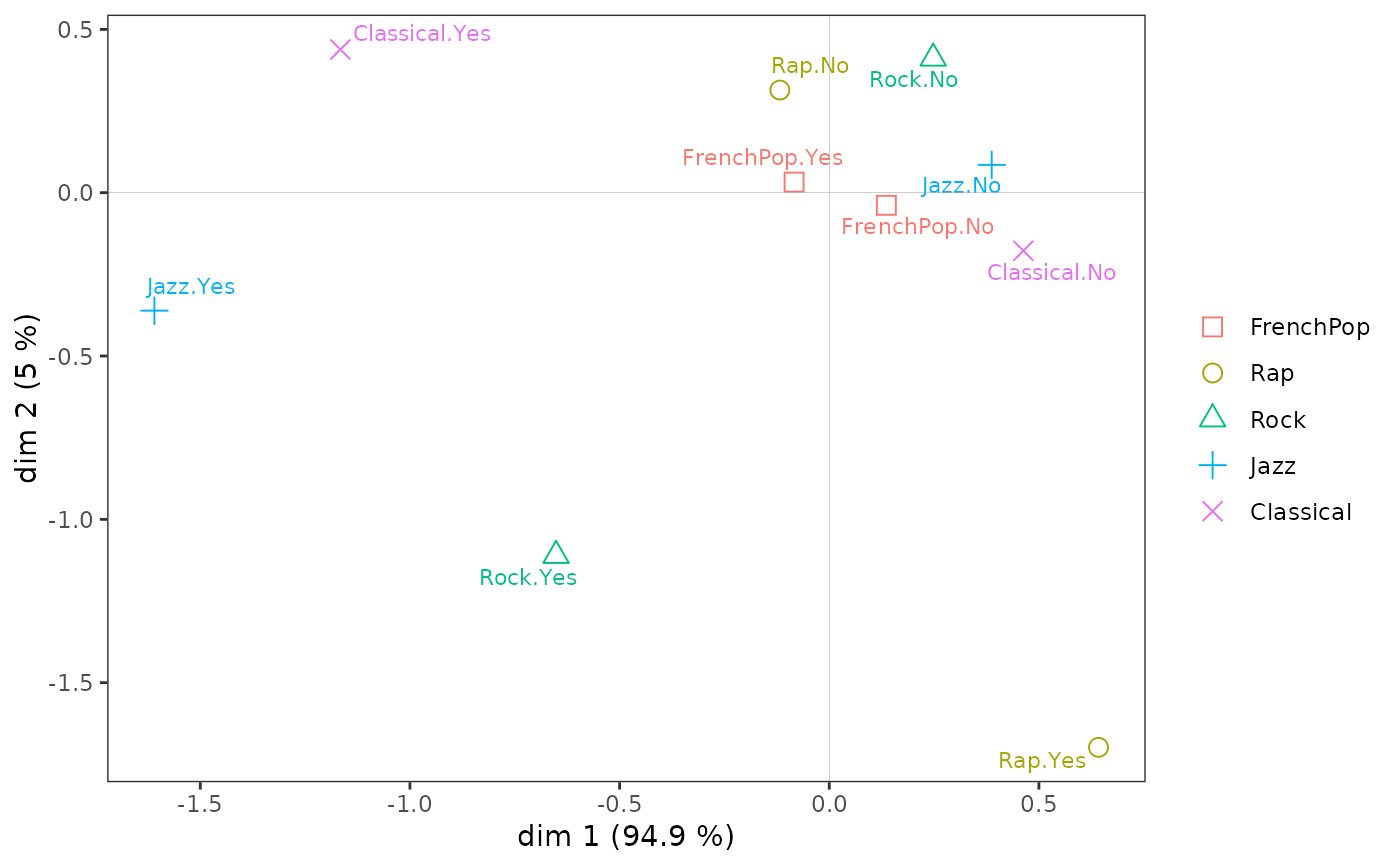 0.5
0.0
-0.5
-1.0
-1.5
dim 2 (5 %)
Classical.Yes
Rap.No
Rock.No
FrenchPop.Yes
Jazz.No
FrenchPop.No
Classical.No
Jazz.Yes
Rock.Yes
Rap.Yes
-1.5
-1.0
-0.5
0.0
0.5
dim 1 (94.9 %)
FrenchPop
Rap
Rock
Jazz
Classical